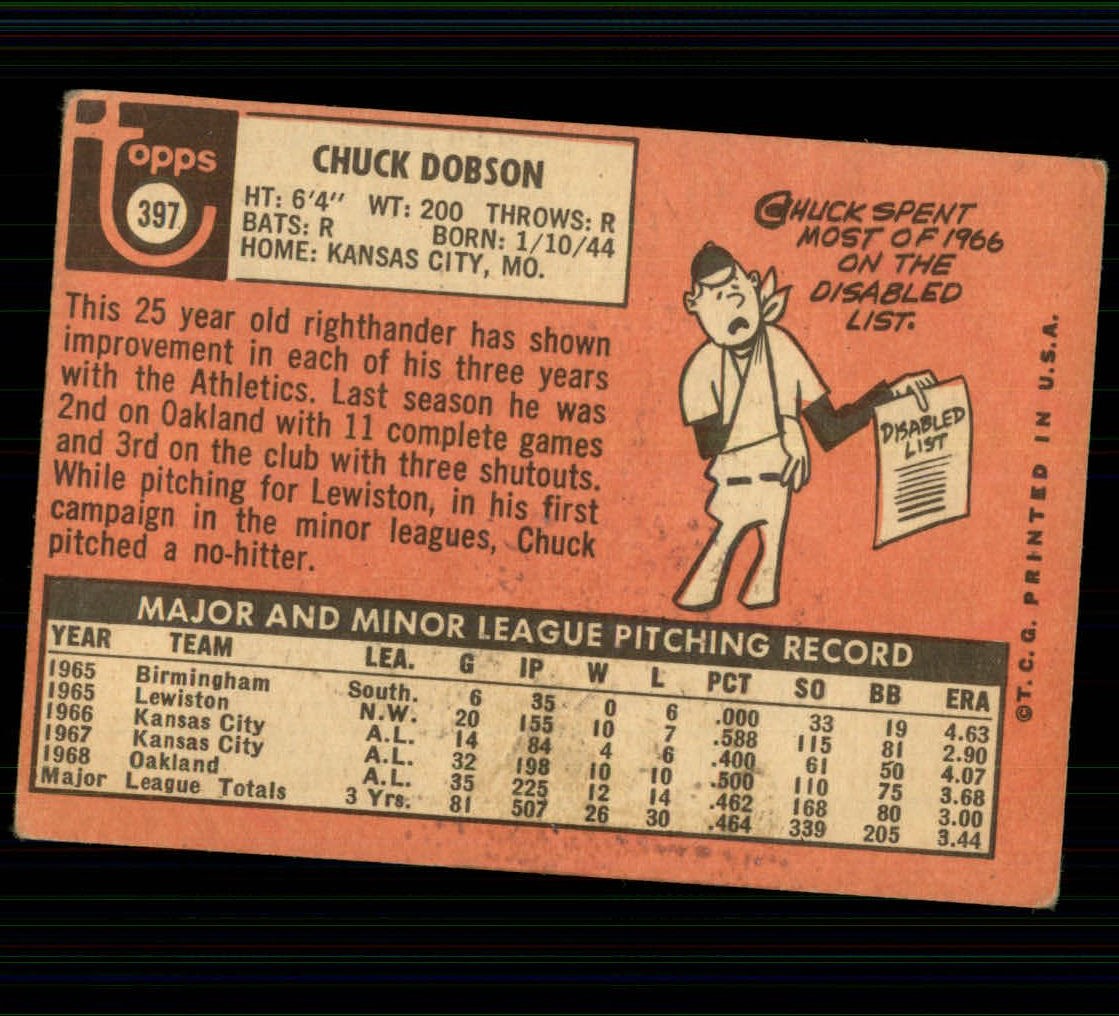 topps
397
CHUCK DOBSON
HT: 6'4" WT: 200 THROWS: R
BATS: R BORN: 1/10/44
HOME: KANSAS CITY, MO.
CHUCK SPENT
MOST OF 1966
ON THE
DISABLED
LIST.
DISABLED
LIST
This 25 year old righthander has shown
improvement in each of his three years
with the Athletics. Last season he was
2nd on Oakland with 11 complete games
and 3rd on the club with three shutouts.
While pitching for Lewiston, in his first
campaign in the minor leagues, Chuck
pitched a no-hitter.
MAJOR AND MINOR LEAGUE PITCHING RECORD
YEAR TEAM LEA. G IP W L PCT SO BB ERA
1965 Birmingham South. 6 35 0 6 .000 33 19 4.63
1965 Lewiston N.W. 20 155 10 7 .588 115 81 2.90
1966 Kansas City A.L. 14 84 4 6 .400 61 50 4.07
1967 Kansas City A.L. 32 198 10 10 .500 110 75 3.68
1968 Oakland A.L. 35 225 12 14 .462 168 80 3.00
Major League Totals 3 Yrs. 81 507 26 30 .464 339 205 3.44
©T.C.G. PRINTED IN U.S.A.